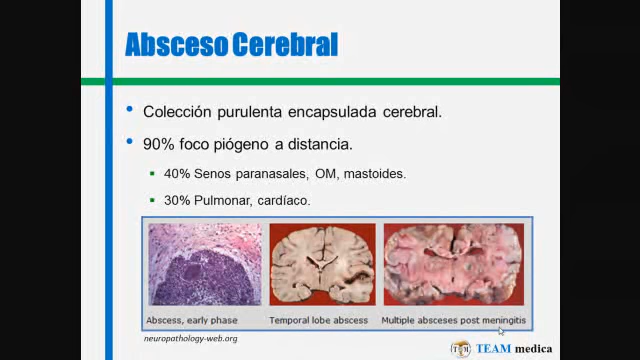 Absceso Cerebral
• Colección purulenta encapsulada cerebral.
• 90% foco piógeno a distancia.
▪ 40% Senos paranasales, OM, mastoides.
▪ 30% Pulmonar, cardíaco.
Abscess, early phase
Temporal lobe abscess
Multiple absceses post meningitis
neuropathology-web.org
TEAM medica